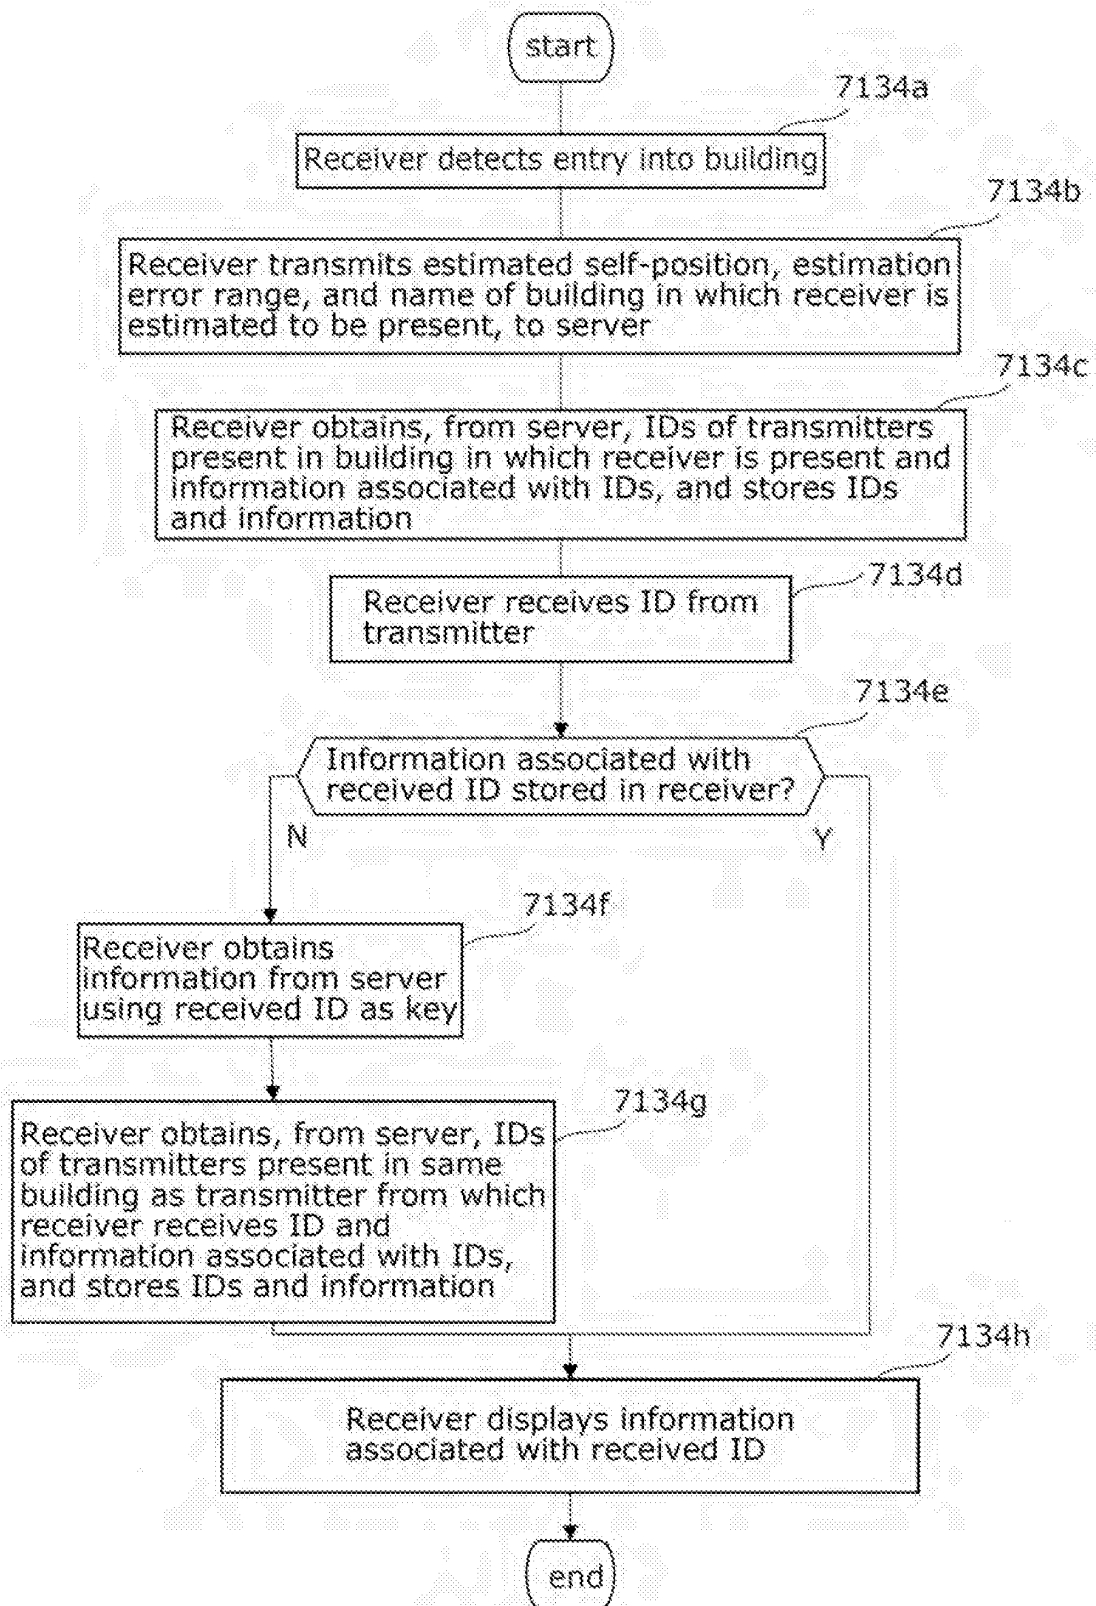 start
7134a
Receiver detects entry into building
7134b
Receiver transmits estimated self-position, estimation
error range, and name of building in which receiver is
estimated to be present, to server
7134c
Receiver obtains, from server, IDs of transmitters
present in building in which receiver is present and
information associated with IDs, and stores IDs
and information
7134d
Receiver receives ID from
transmitter
7134e
Information associated with
received ID stored in receiver?
N
Y
7134f
Receiver obtains
information from server
using received ID as key
7134g
Receiver obtains, from server, IDs
of transmitters present in same
building as transmitter from which
receiver receives ID and
information associated with IDs,
and stores IDs and information
7134h
Receiver displays information
associated with received ID
end